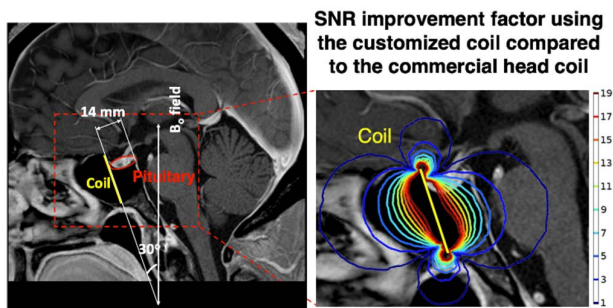 SNR improvement factor using
the customized coil compared
to the commercial head coil
14 mm
B₀ field
Coil
Pituitary
30°
Coil
19
17
15
13
11
9
7
5
3
1